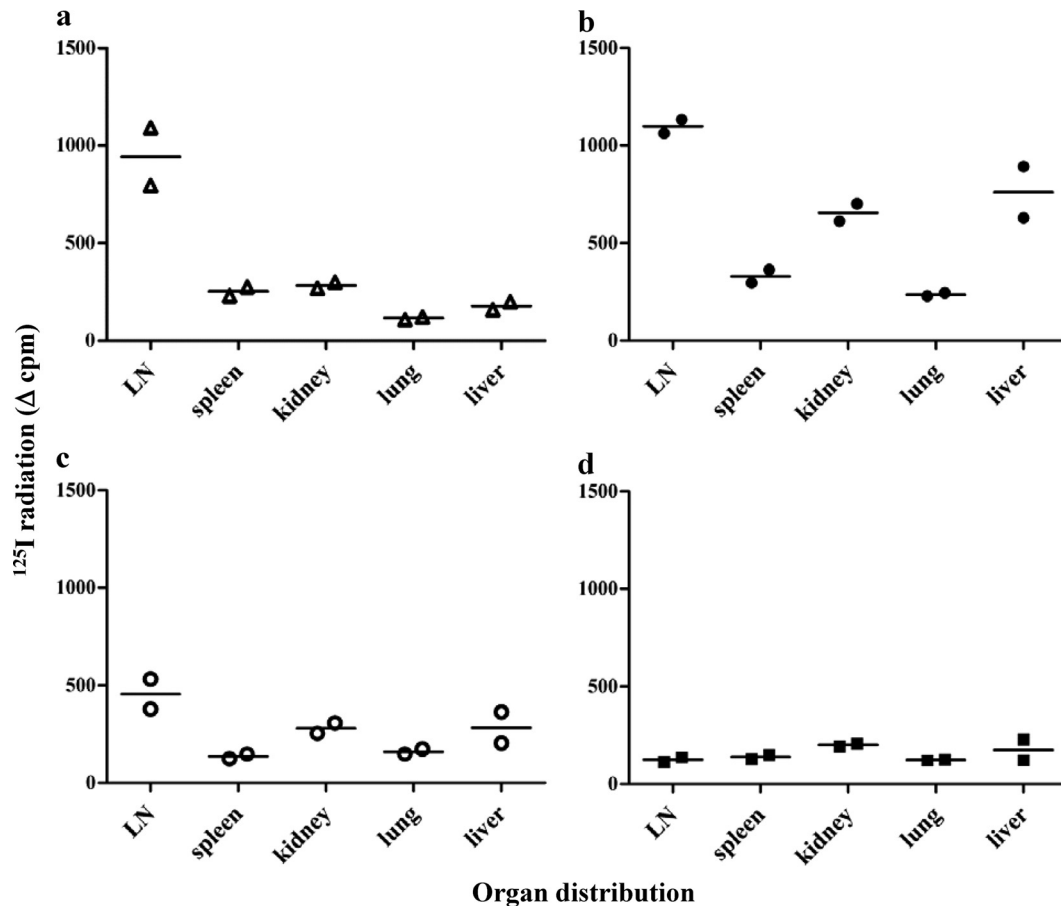 a
1500
1000
500
0
LN
spleen
kidney
lung
liver
b
1500
1000
500
0
LN
spleen
kidney
lung
liver
c
1500
1000
500
0
LN
spleen
kidney
lung
liver
d
1500
1000
500
0
LN
spleen
kidney
lung
liver
¹²⁵I radiation (Δ cpm)
Organ distribution